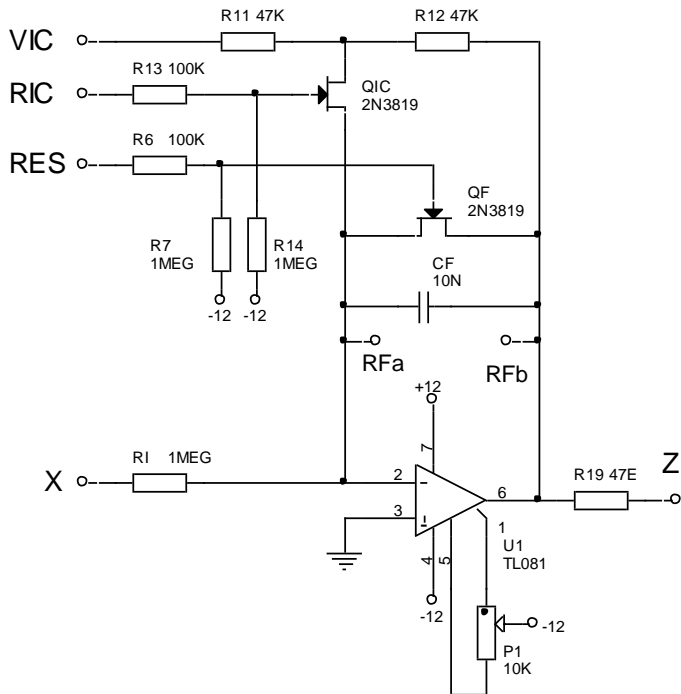 R11 47K
R12 47K
VIC
R13 100K
QIC
2N3819
RIC
R6 100K
RES
QF
2N3819
R7
1MEG
R14
1MEG
CF
10N
-12
-12
RFa
RFb
+12
7
RI 1MEG
X
2
-
6
R19 47E
Z
3
1
U1
TL081
4
5
-12
-12
P1
10K